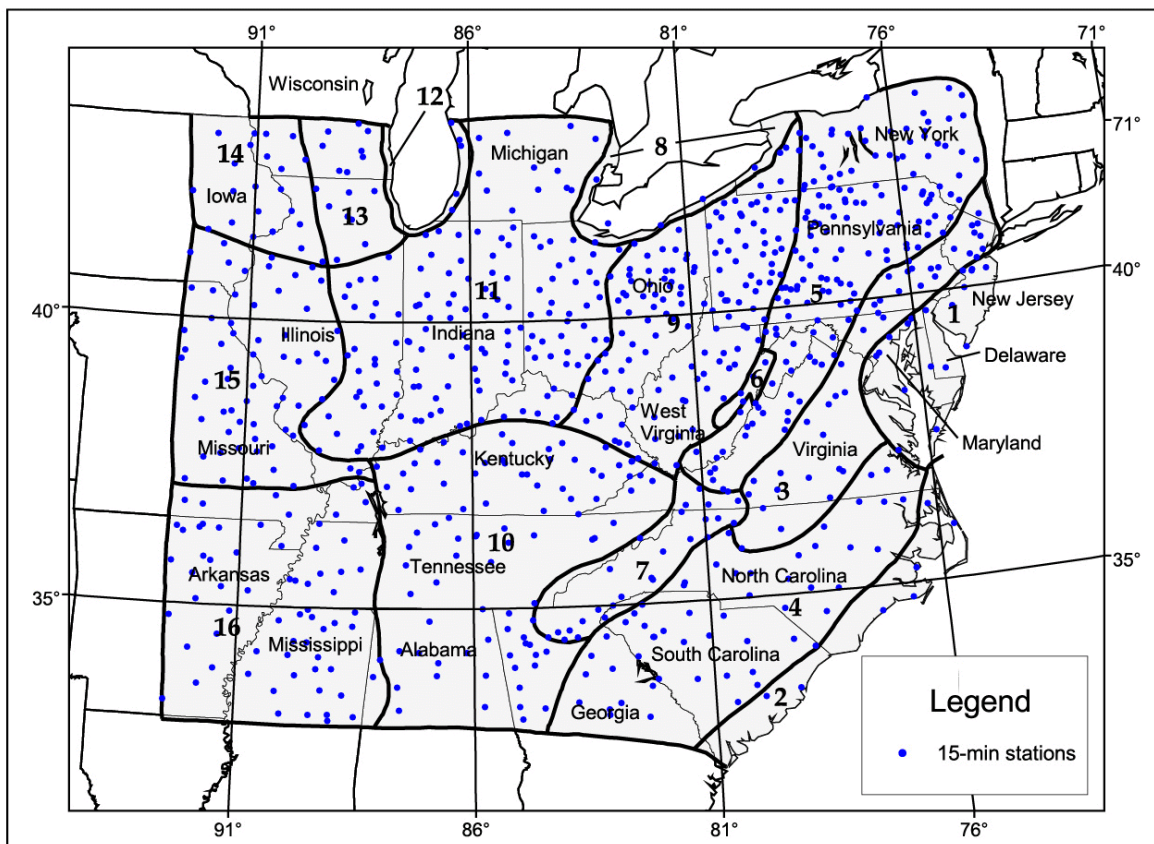 91° 86° 81° 76° 71°
Wisconsin
12
71°
14
8
New York
Michigan
Iowa
13
Pennsylvania
40°
11
Ohio
5
New Jersey
40°
Illinois
Indiana
9
1
Delaware
15
6
West
Virginia
Missouri
Virginia
Maryland
Kentucky
3
10
35°
Arkansas
Tennessee
7
North Carolina
35°
4
16
Mississippi
Alabama
South Carolina
2
Georgia
Legend
15-min stations
91° 86° 81° 76°